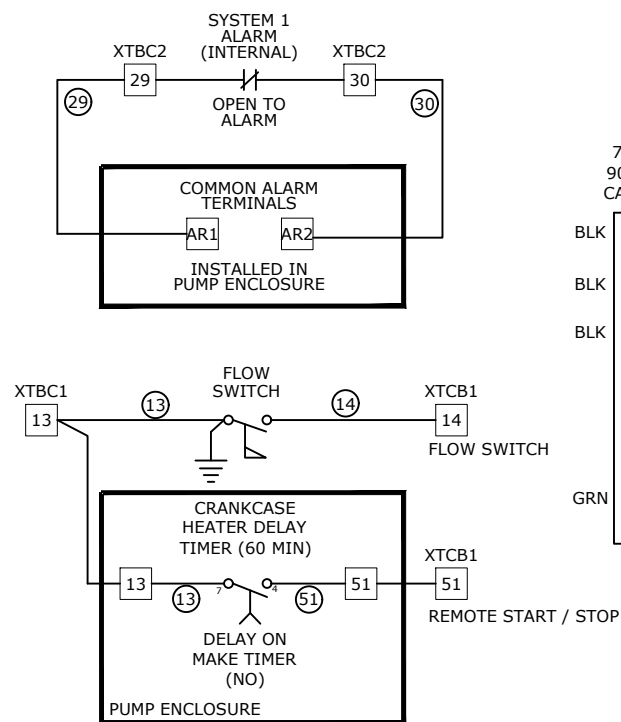 SYSTEM 1
ALARM
(INTERNAL)
XTBC2
XTBC2
29
30
29
30
OPEN TO
ALARM
COMMON ALARM
TERMINALS
AR1
AR2
INSTALLED IN
PUMP ENCLOSURE
7
90
CA
BLK
BLK
BLK
GRN
FLOW
SWITCH
XTBC1
XTCB1
13
13
14
14
FLOW SWITCH
CRANKCASE
HEATER DELAY
TIMER (60 MIN)
XTCB1
13
13
7
4
51
51
51
REMOTE START / STOP
DELAY ON
MAKE TIMER
(NO)
PUMP ENCLOSURE